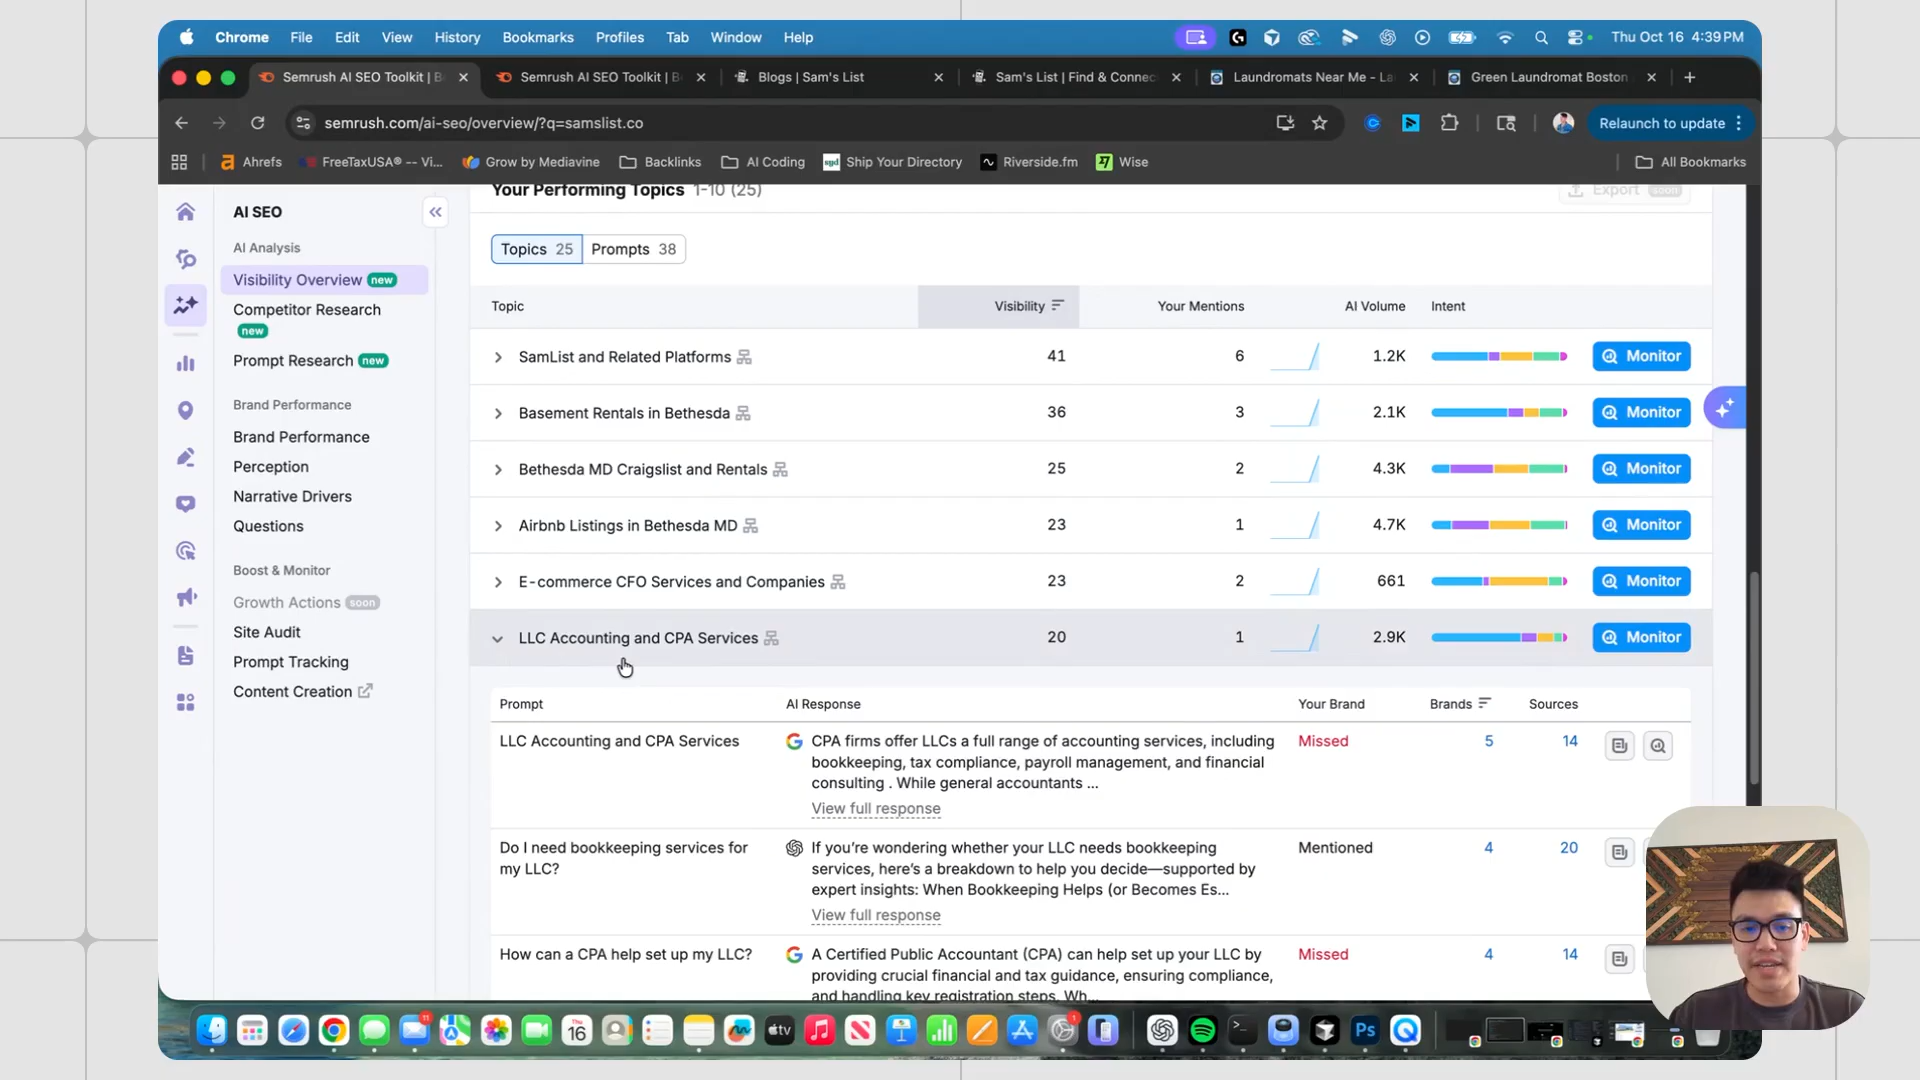 Chrome File Edit View History Bookmarks Profiles Tab Window Help Thu Oct 16 4:39 PM
Semrush AI SEO Toolkit | B Semrush AI SEO Toolkit | B Blogs | Sam's List Sam's List | Find & Connec Laundromats Near Me - La Green Laundromat Boston
semrush.com/ai-seo/overview/?q=samslist.co Relaunch to update
Ahrefs FreeTaxUSA® -- Vi... Grow by Mediavine Backlinks AI Coding syd Ship Your Directory Riverside.fm Wise All Bookmarks
AI SEO
AI Analysis
Visibility Overview new
Competitor Research
new
Prompt Research new
Brand Performance
Brand Performance
Perception
Narrative Drivers
Questions
Boost & Monitor
Growth Actions soon
Site Audit
Prompt Tracking
Content Creation
Your Performing Topics 1-10 (25) Export soon
Topics 25 Prompts 38
Topic Visibility Your Mentions AI Volume Intent
SamList and Related Platforms 41 6 1.2K Monitor
Basement Rentals in Bethesda 36 3 2.1K Monitor
Bethesda MD Craigslist and Rentals 25 2 4.3K Monitor
Airbnb Listings in Bethesda MD 23 1 4.7K Monitor
E-commerce CFO Services and Companies 23 2 661 Monitor
LLC Accounting and CPA Services 20 1 2.9K Monitor
Prompt AI Response Your Brand Brands Sources
LLC Accounting and CPA Services CPA firms offer LLCs a full range of accounting services, including Missed 5 14
bookkeeping, tax compliance, payroll management, and financial
consulting . While general accountants ...
View full response
Do I need bookkeeping services for If you're wondering whether your LLC needs bookkeeping Mentioned 4 20
my LLC? services, here's a breakdown to help you decide—supported by
expert insights: When Bookkeeping Helps (or Becomes Es...
View full response
How can a CPA help set up my LLC? A Certified Public Accountant (CPA) can help set up your LLC by Missed 4 14
providing crucial financial and tax guidance, ensuring compliance,
and handling key registration steps. Wh...
11 16 tv 1 Ps